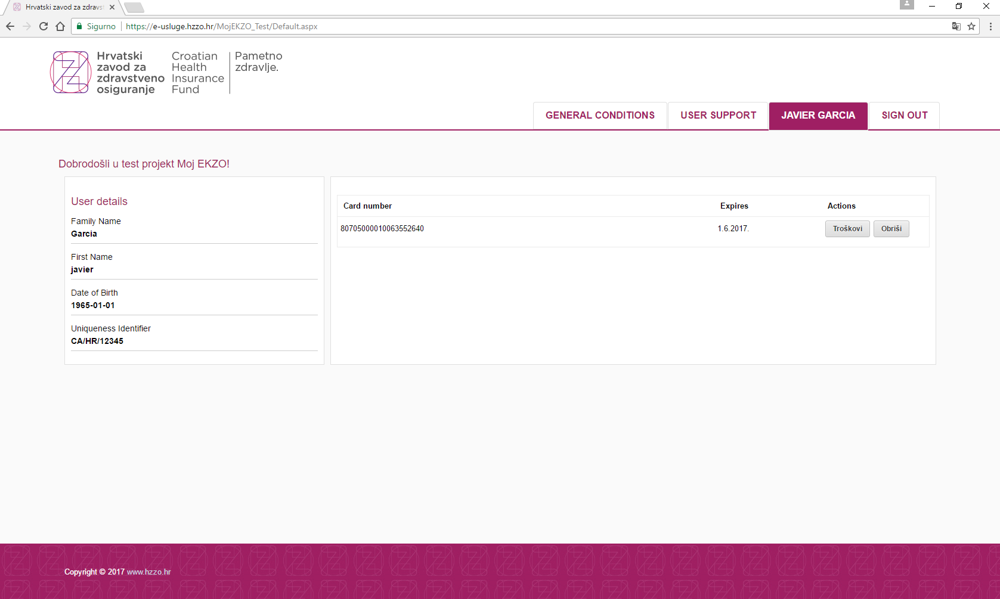 Hrvatski zavod za zdravst
Sigurno
https://e-usluge.hzzo.hr/MojEKZO_Test/Default.aspx
Hrvatski
zavod za
zdravstveno
osiguranje
Croatian
Health
Insurance
Fund
Pametno
zdravlje.
GENERAL CONDITIONS
USER SUPPORT
JAVIER GARCIA
SIGN OUT
Dobrodošli u test projekt Moj EKZO!
User details
Family Name
Garcia
First Name
javier
Date of Birth
1965-01-01
Uniqueness Identifier
CA/HR/12345
Card number Expires Actions
80705000010063552640 1.6.2017. Troškovi Obriši
Copyright © 2017 www.hzzo.hr